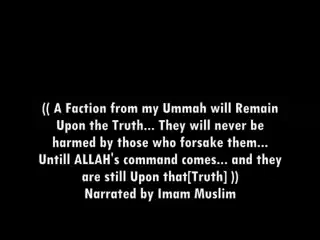 (( A Faction from my Ummah will Remain
Upon the Truth... They will never be
harmed by those who forsake them...
Untill ALLAH's command comes... and they
are still Upon that[Truth] ))
Narrated by Imam Muslim